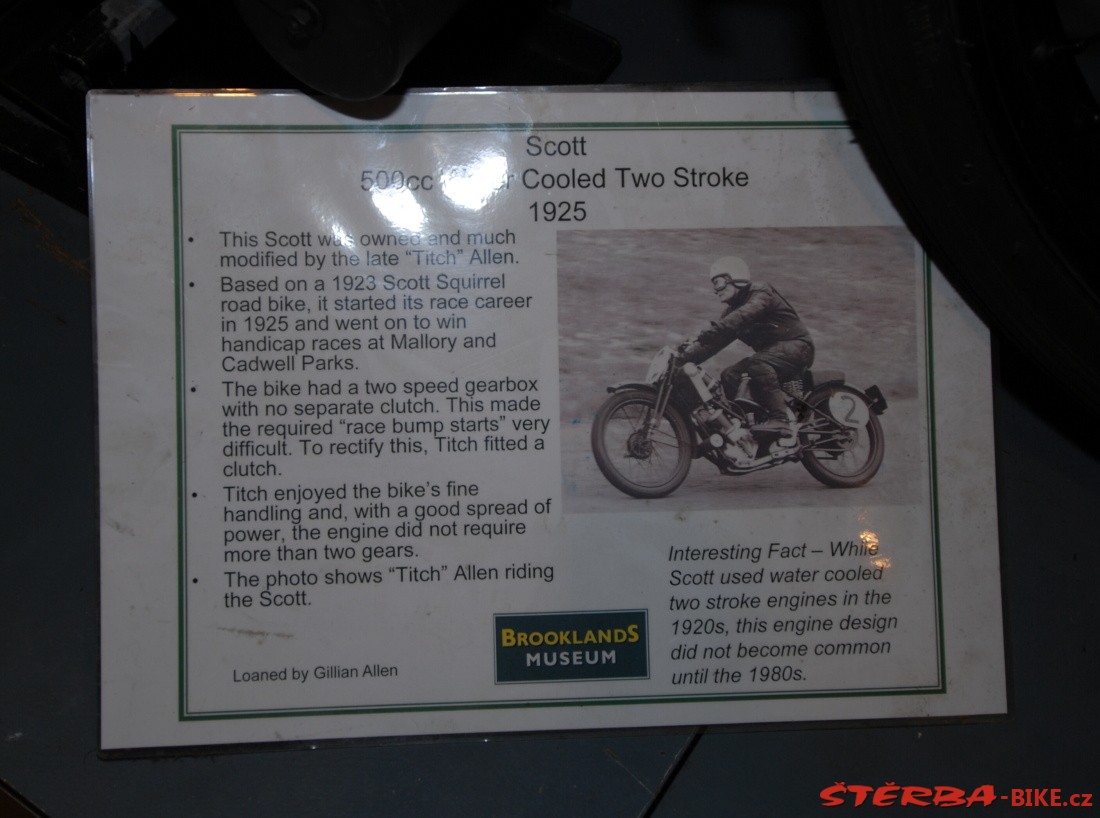 Scott
500cc Cooled Two Stroke
1925
• This Scott was owned and much
modified by the late “Titch” Allen.
• Based on a 1923 Scott Squirrel
road bike, it started its race career
in 1925 and went on to win
handicap races at Mallory and
Cadwell Parks.
• The bike had a two speed gearbox
with no separate clutch. This made
the required “race bump starts” very
difficult. To rectify this, Titch fitted a
clutch.
• Titch enjoyed the bike’s fine
handling and, with a good spread of
power, the engine did not require
more than two gears.
• The photo shows “Titch” Allen riding
the Scott.
Loaned by Gillian Allen
2
Interesting Fact – While
Scott used water cooled
two stroke engines in the
1920s, this engine design
did not become common
until the 1980s.
BROOKLANDS
MUSEUM
ŠTĚRBA-BIKE.cz